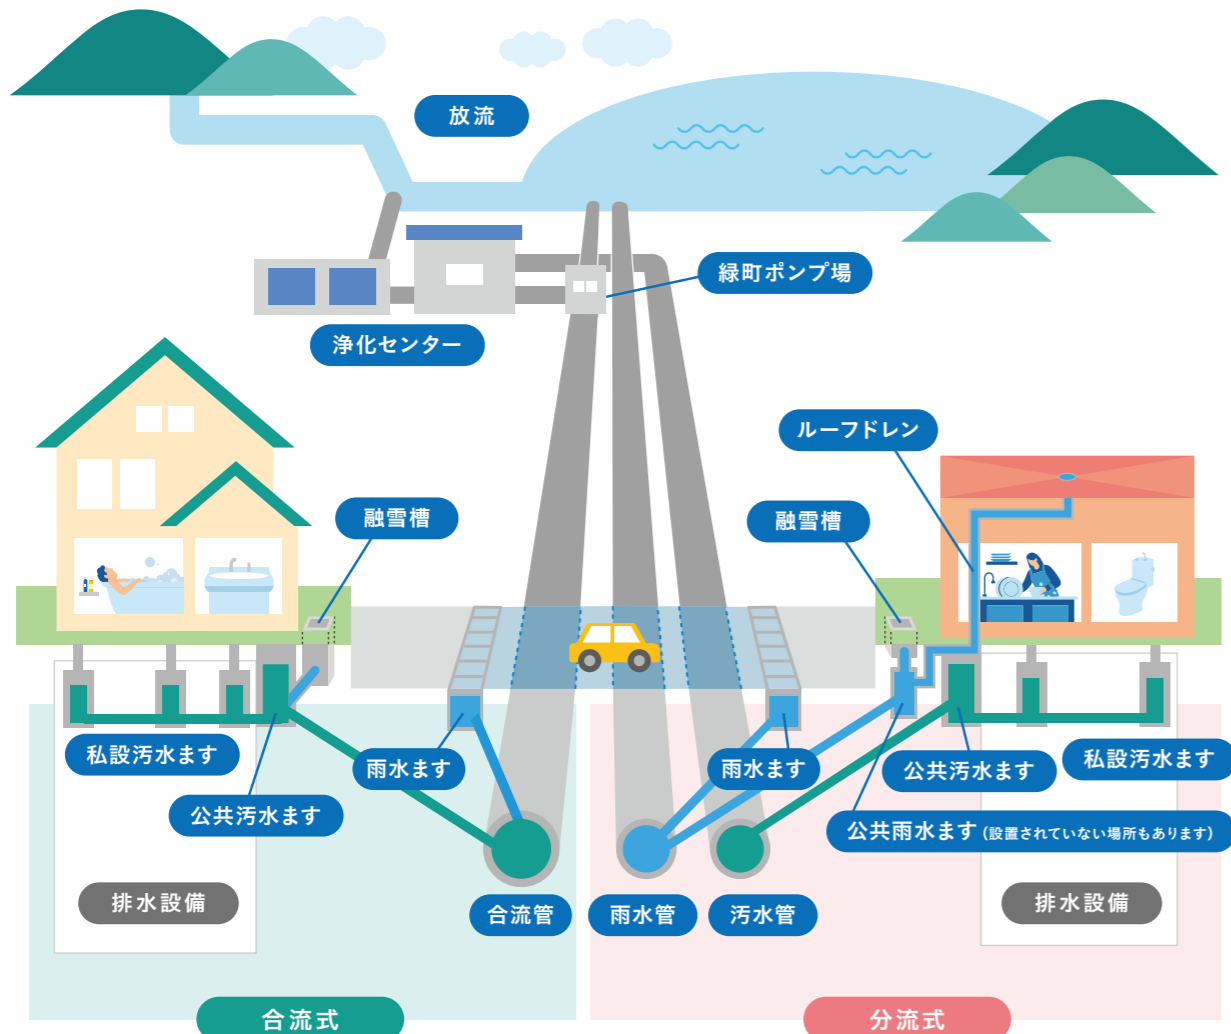 放流
緑町ポンプ場
浄化センター
ルーフドレン
融雪槽
融雪槽
私設汚水ます
雨水ます
雨水ます
公共汚水ます
私設汚水ます
公共汚水ます
公共雨水ます(設置されていない場所もあります)
排水設備
合流管
雨水管
汚水管
排水設備
合流式
分流式